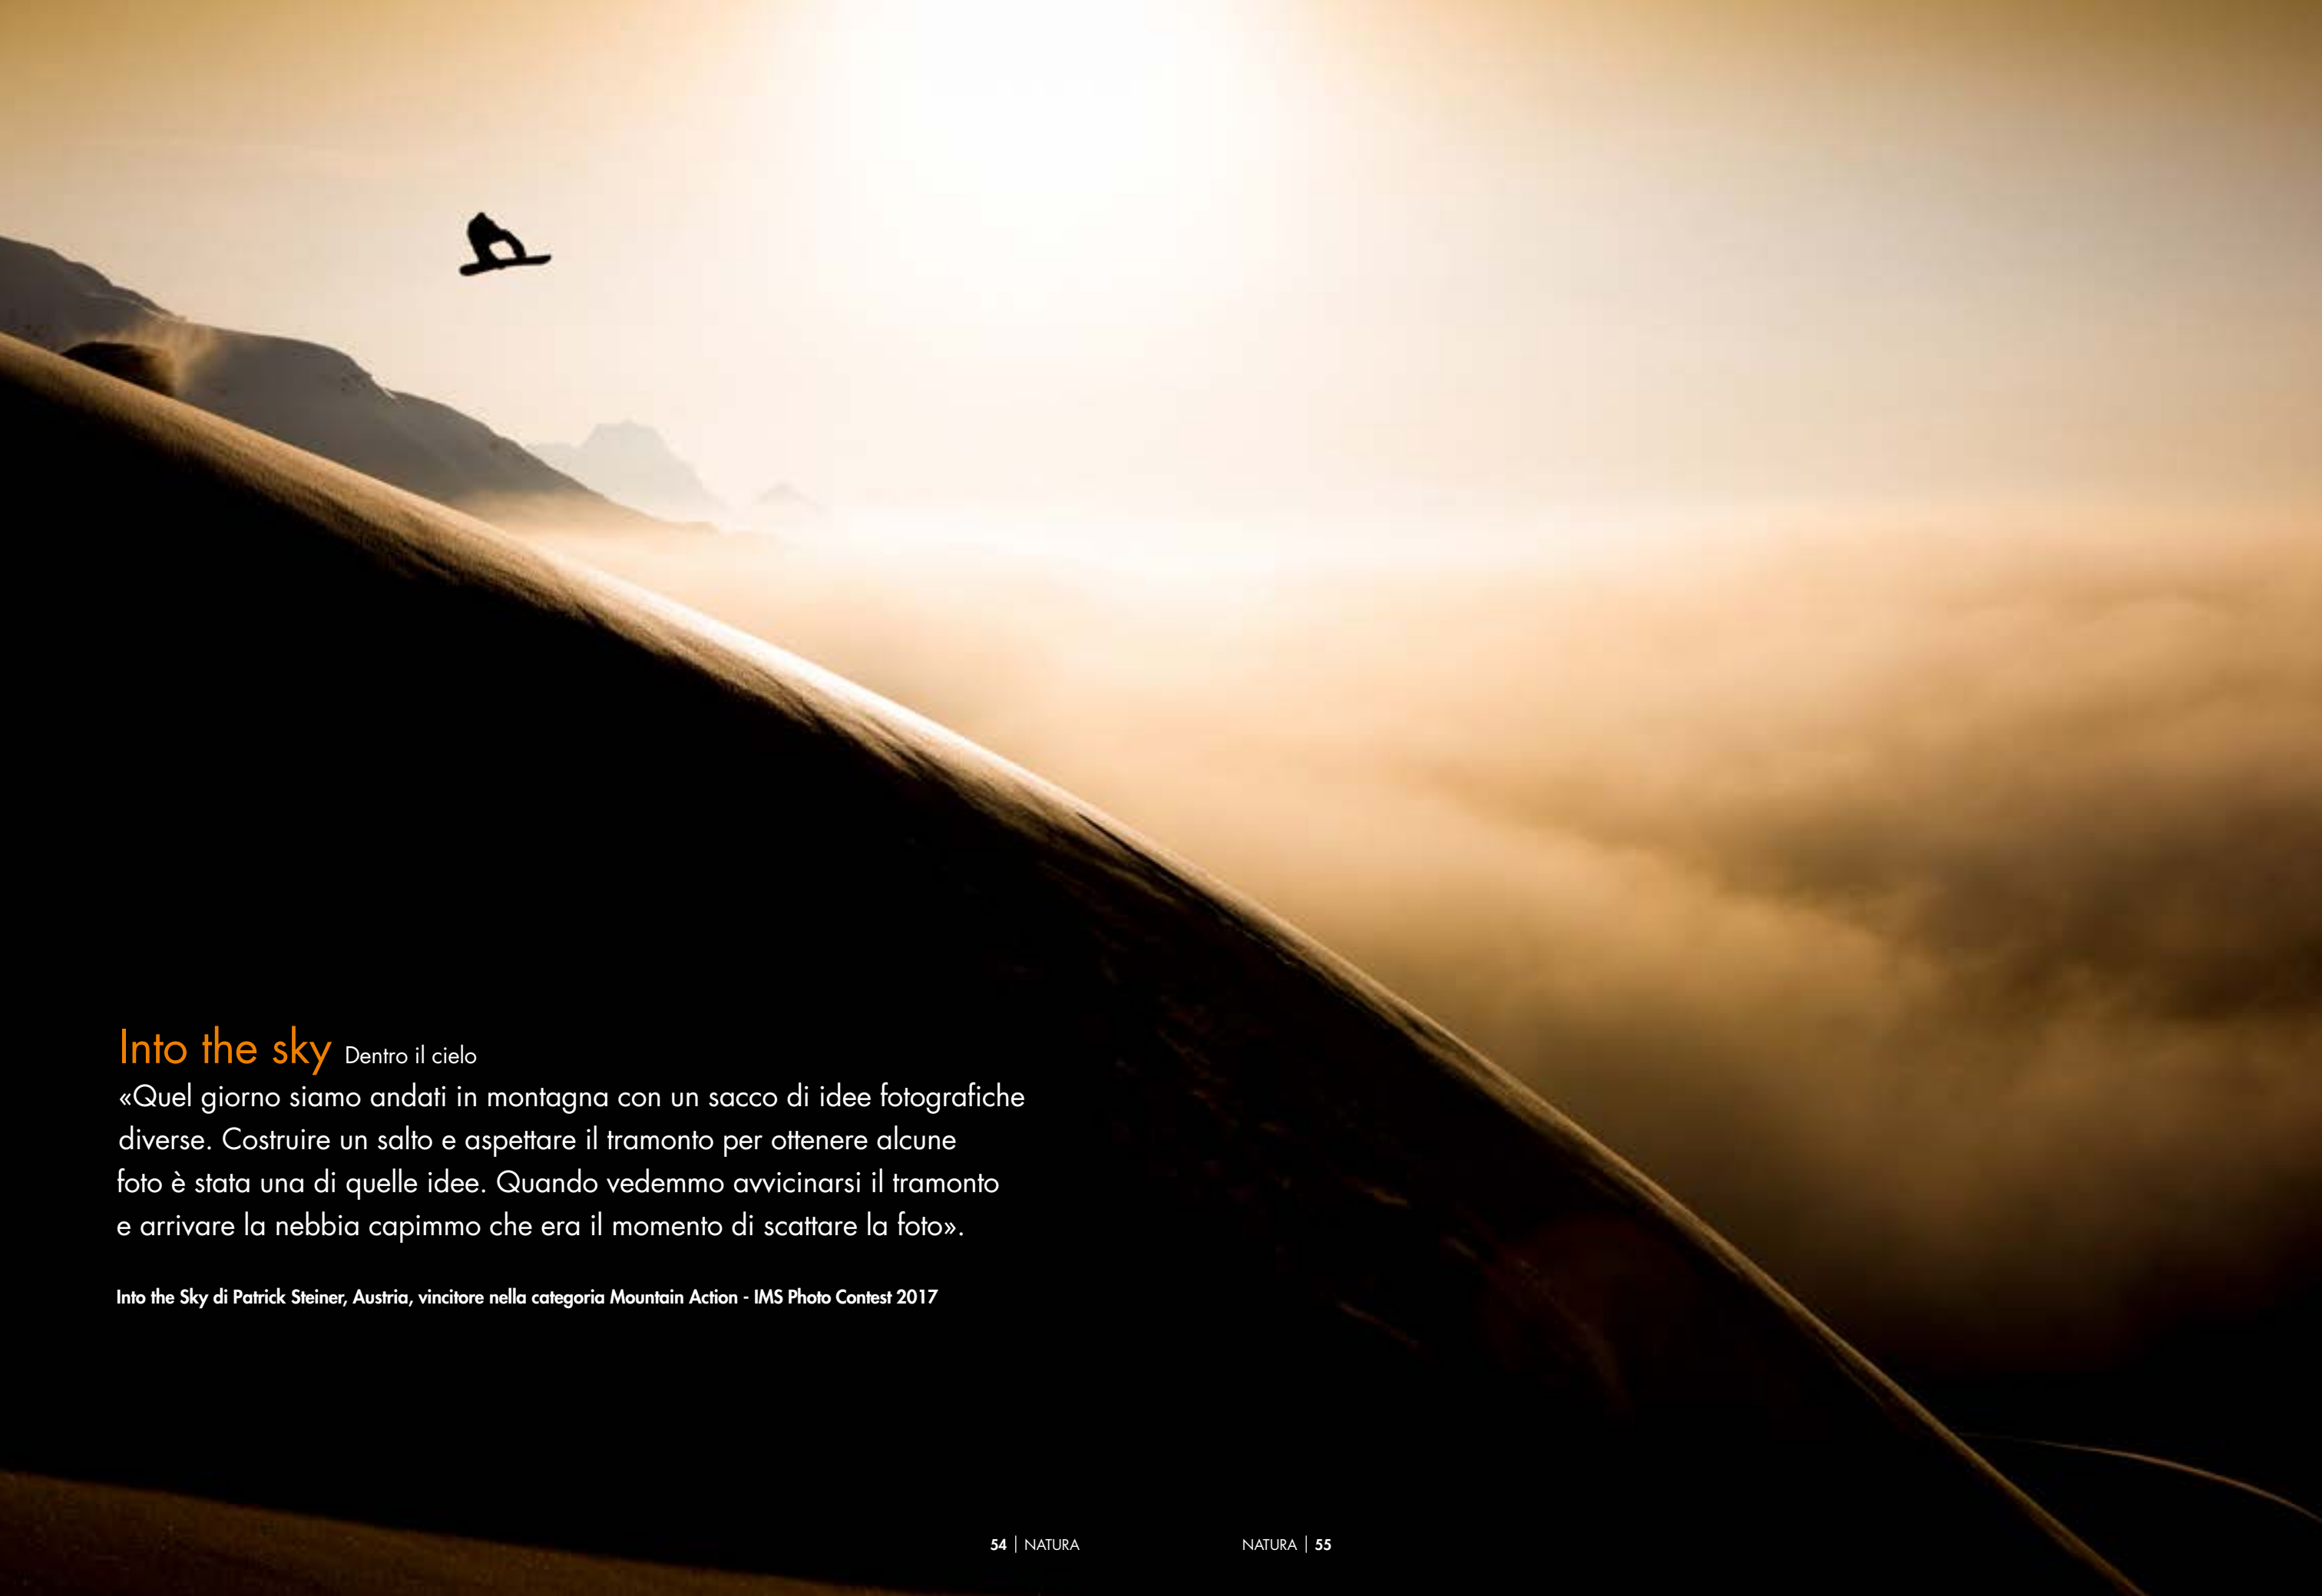 Into the sky Dentro il cielo
«Quel giorno siamo andati in montagna con un sacco di idee fotografiche
diverse. Costruire un salto e aspettare il tramonto per ottenere alcune
foto è stata una di quelle idee. Quando vedemmo avvicinarsi il tramonto
e arrivare la nebbia capimmo che era il momento di scattare la foto».
Into the Sky di Patrick Steiner, Austria, vincitore nella categoria Mountain Action - IMS Photo Contest 2017
54 | NATURA
NATURA | 55